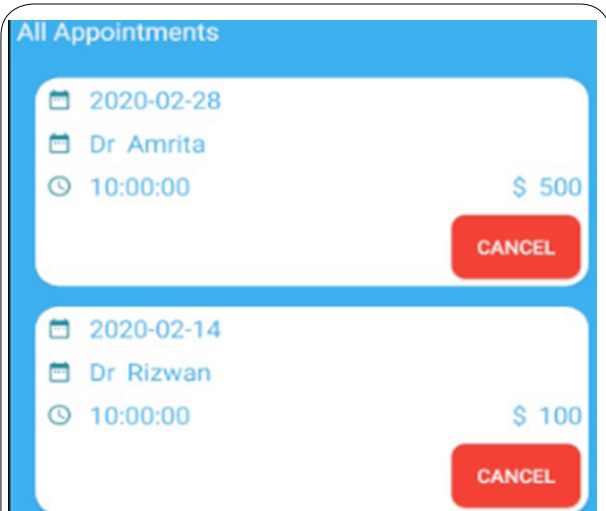 All Appointments
2020-02-28
Dr Amrita
10:00:00 $ 500
CANCEL
2020-02-14
Dr Rizwan
10:00:00 $ 100
CANCEL